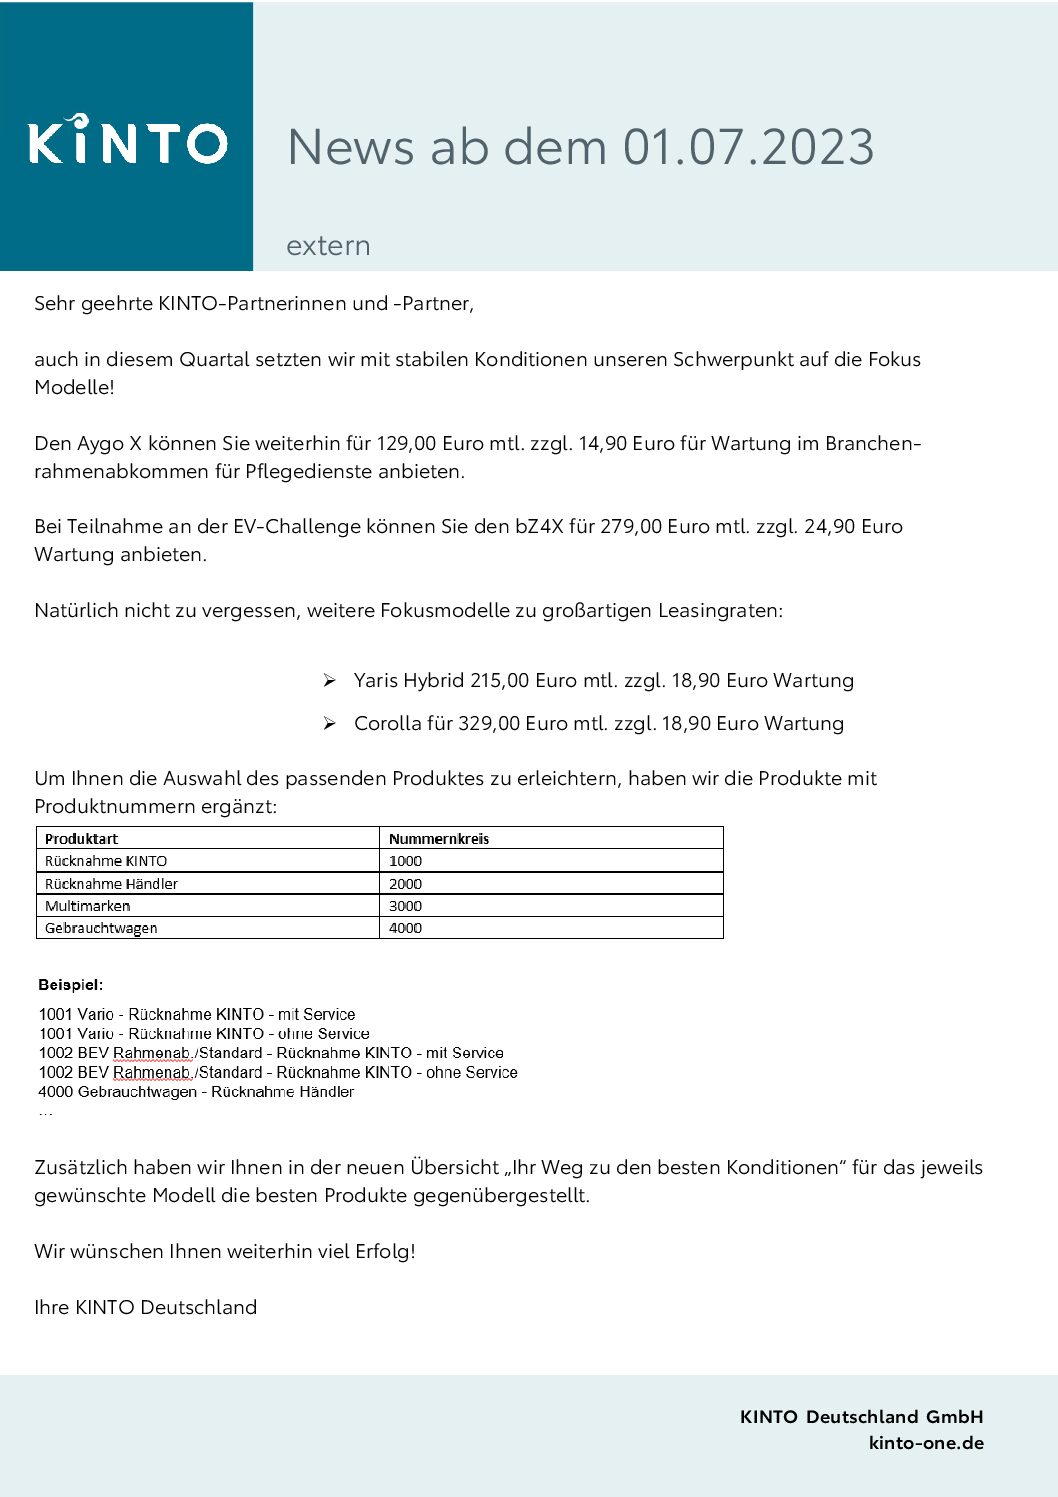 KINTO
News ab dem 01.07.2023
extern
Sehr geehrte KINTO-Partnerinnen und -Partner,
auch in diesem Quartal setzten wir mit stabilen Konditionen unseren Schwerpunkt auf die Fokus
Modelle!
Den Aygo X können Sie weiterhin für 129,00 Euro mtl. zzgl. 14,90 Euro für Wartung im Branchen-
rahmenabkommen für Pflegedienste anbieten.
Bei Teilnahme an der EV-Challenge können Sie den bZ4X für 279,00 Euro mtl. zzgl. 24,90 Euro
Wartung anbieten.
Natürlich nicht zu vergessen, weitere Fokusmodelle zu großartigen Leasingraten:
➢ Yaris Hybrid 215,00 Euro mtl. zzgl. 18,90 Euro Wartung
➢ Corolla für 329,00 Euro mtl. zzgl. 18,90 Euro Wartung
Um Ihnen die Auswahl des passenden Produktes zu erleichtern, haben wir die Produkte mit
Produktnummern ergänzt:
Produktart Nummernkreis
Rücknahme KINTO 1000
Rücknahme Händler 2000
Multimarken 3000
Gebrauchtwagen 4000
Beispiel:
1001 Vario - Rücknahme KINTO - mit Service
1001 Vario - Rücknahme KINTO - ohne Service
1002 BEV Rahmenab./Standard - Rücknahme KINTO - mit Service
1002 BEV Rahmenab./Standard - Rücknahme KINTO - ohne Service
4000 Gebrauchtwagen - Rücknahme Händler
...
Zusätzlich haben wir Ihnen in der neuen Übersicht „Ihr Weg zu den besten Konditionen“ für das jeweils
gewünschte Modell die besten Produkte gegenübergestellt.
Wir wünschen Ihnen weiterhin viel Erfolg!
Ihre KINTO Deutschland
KINTO Deutschland GmbH
kinto-one.de